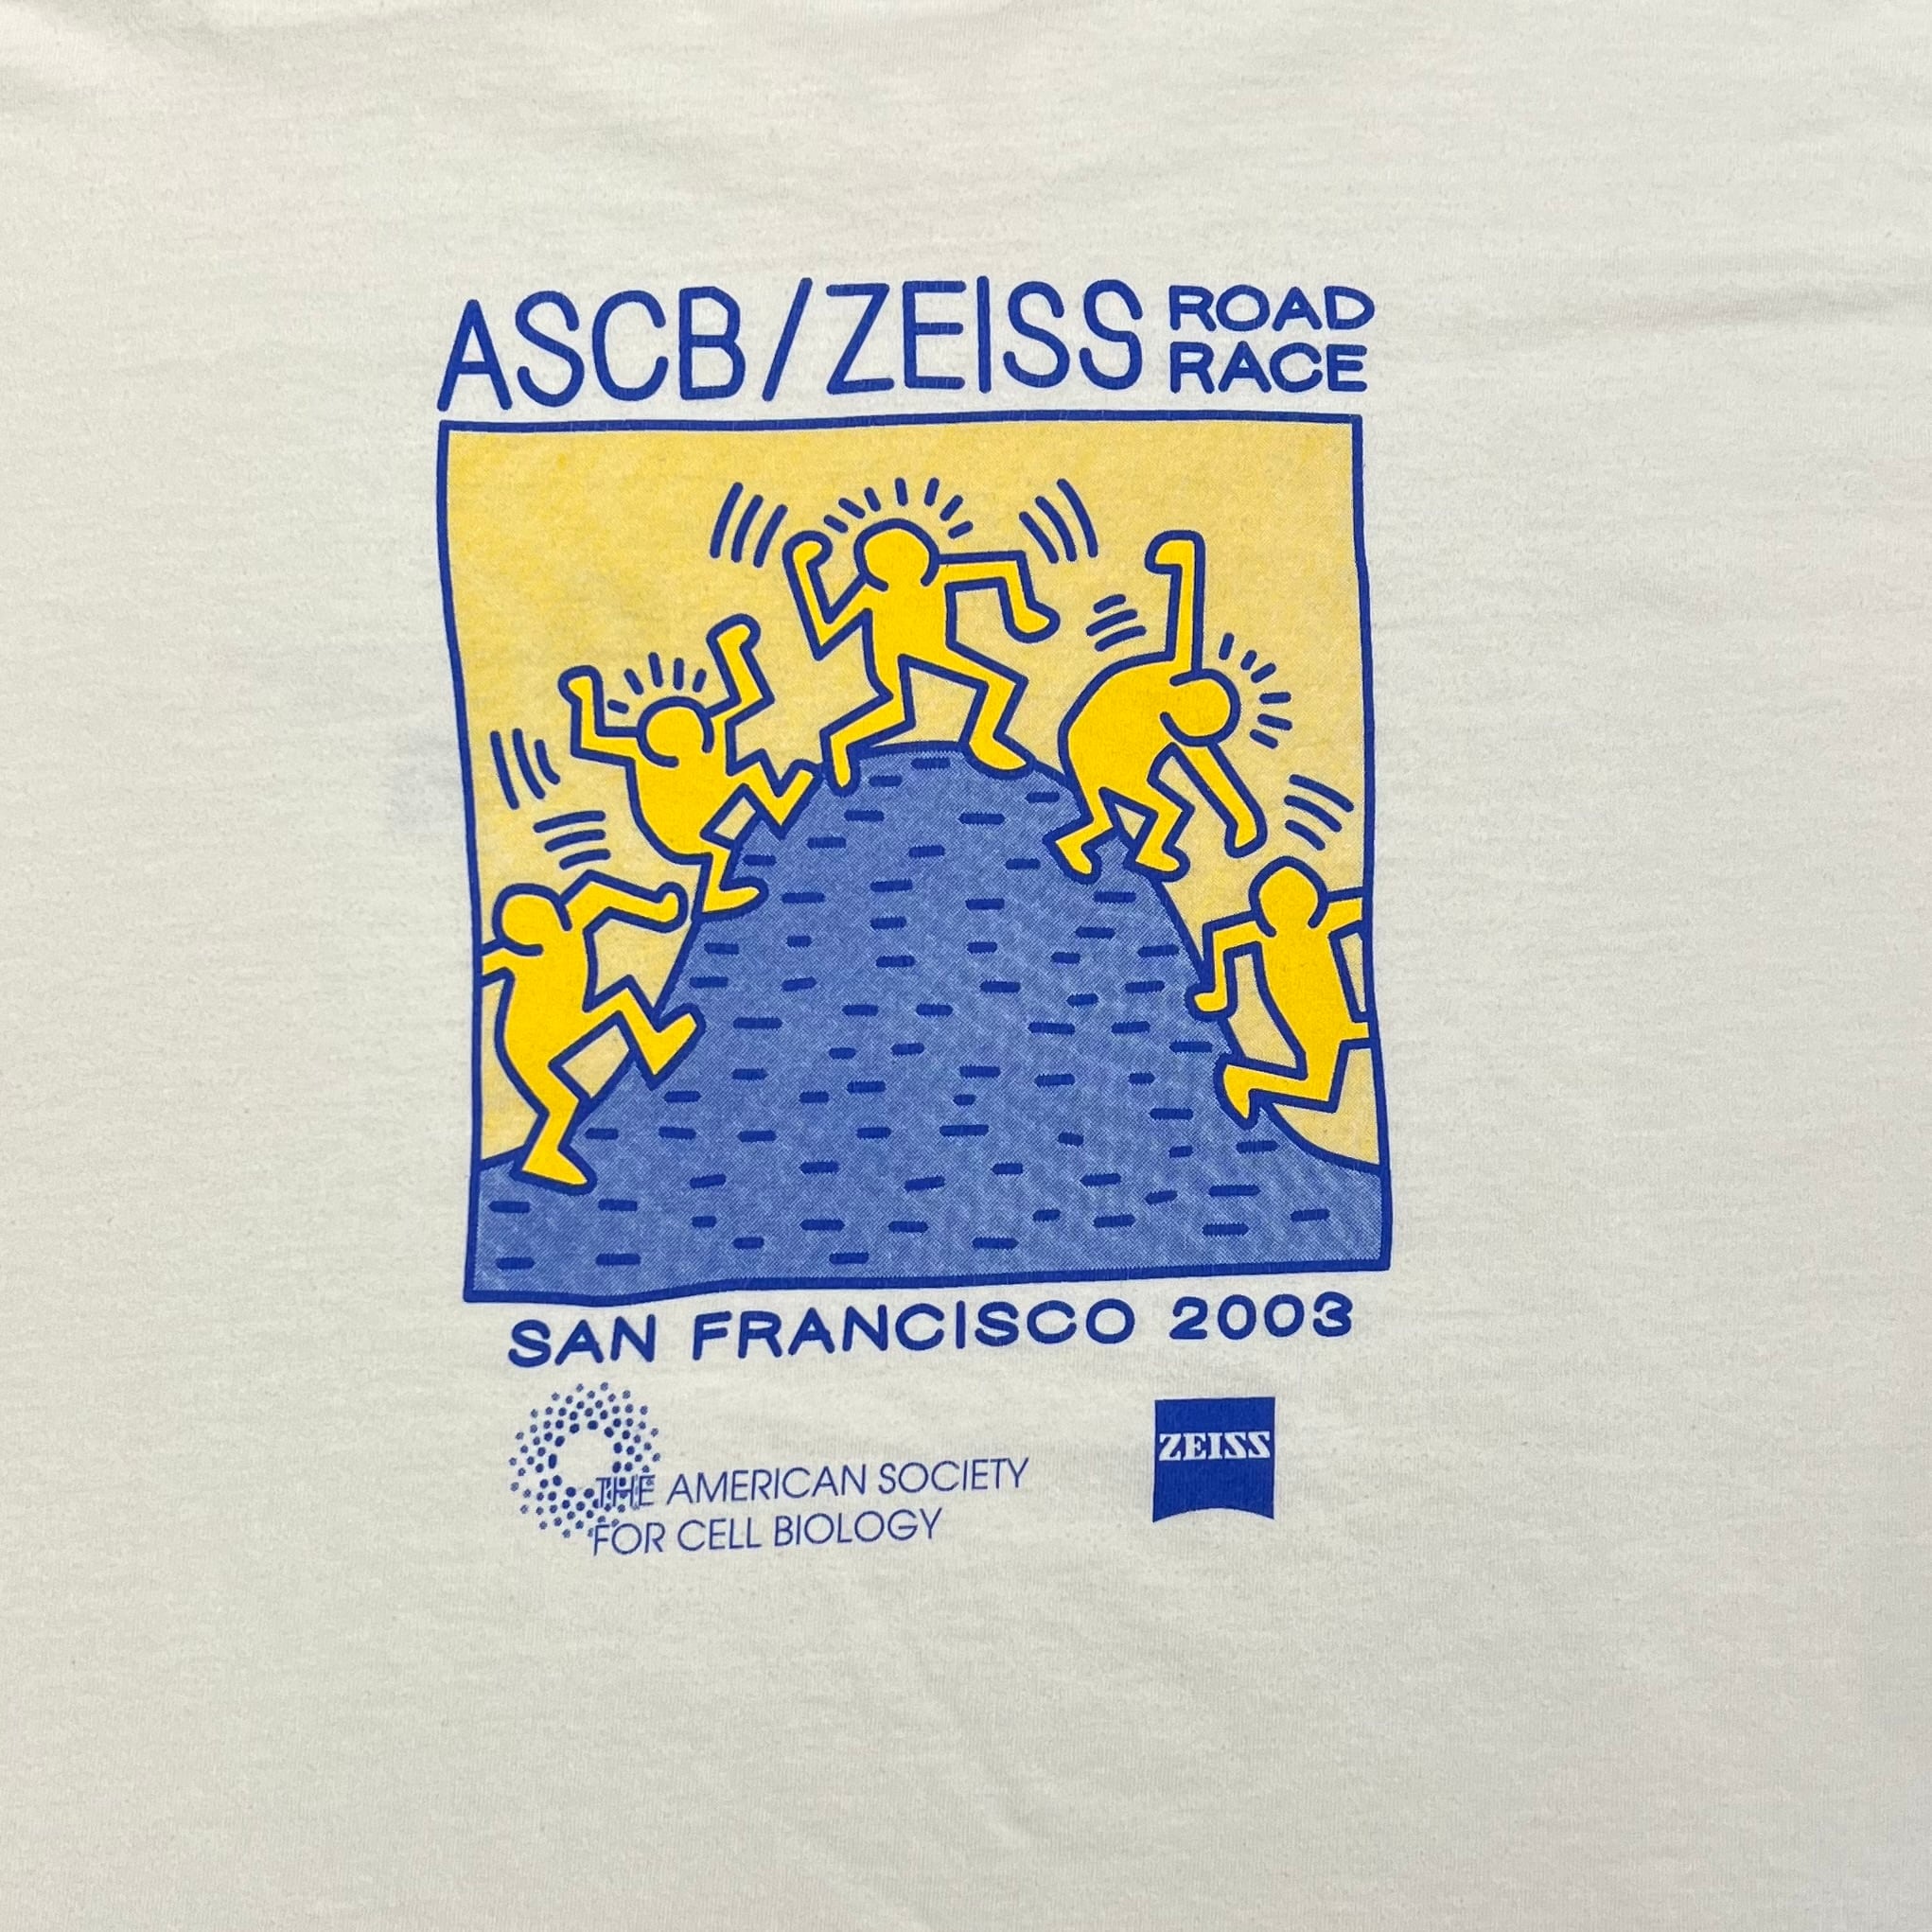 ASCB/ZEISS ROAD RACE
SAN FRANCISCO 2003
THE AMERICAN SOCIETY
FOR CELL BIOLOGY
ZEISS